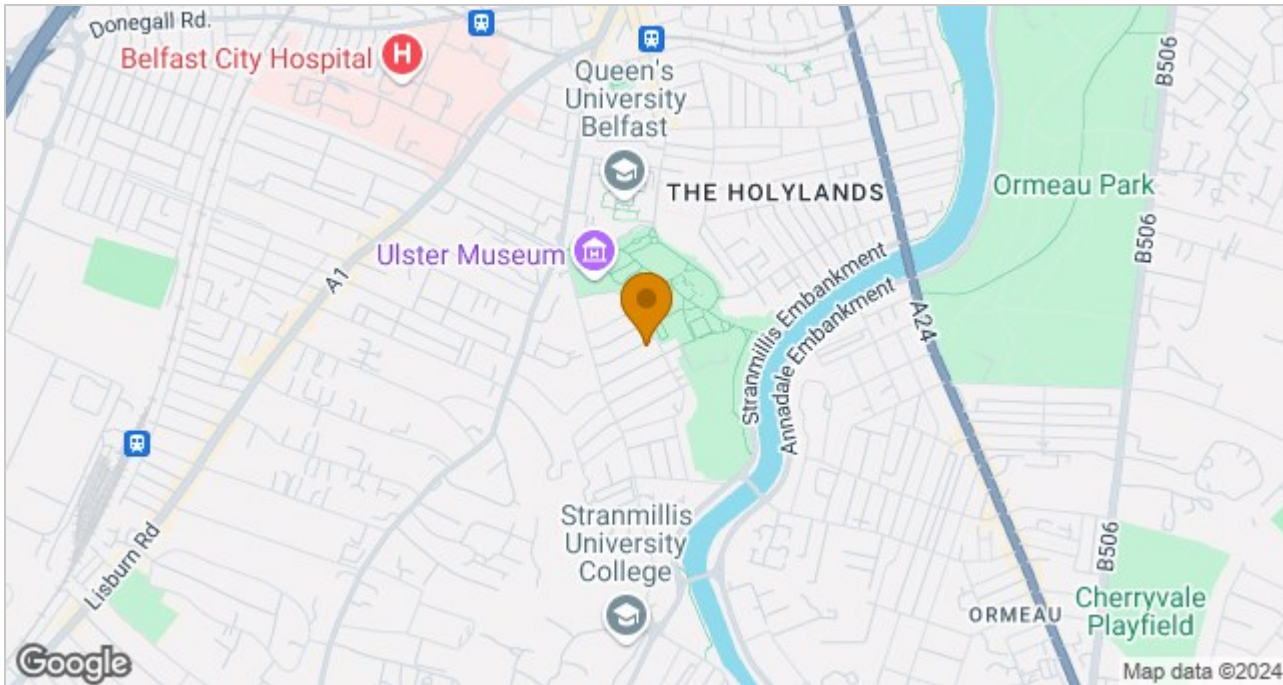 Donegall Rd.
Belfast City Hospital
H
Queen's
University
Belfast
B506
THE HOLYLANDS
Ormeau Park
Ulster Museum
A1
B506
Stranmillis Embankment
Annadale Embankment
A24
Stranmillis
University
College
B506
Lisburn Rd
ORMEAU
Cherryvale
Playfield
Google
Map data ©2024